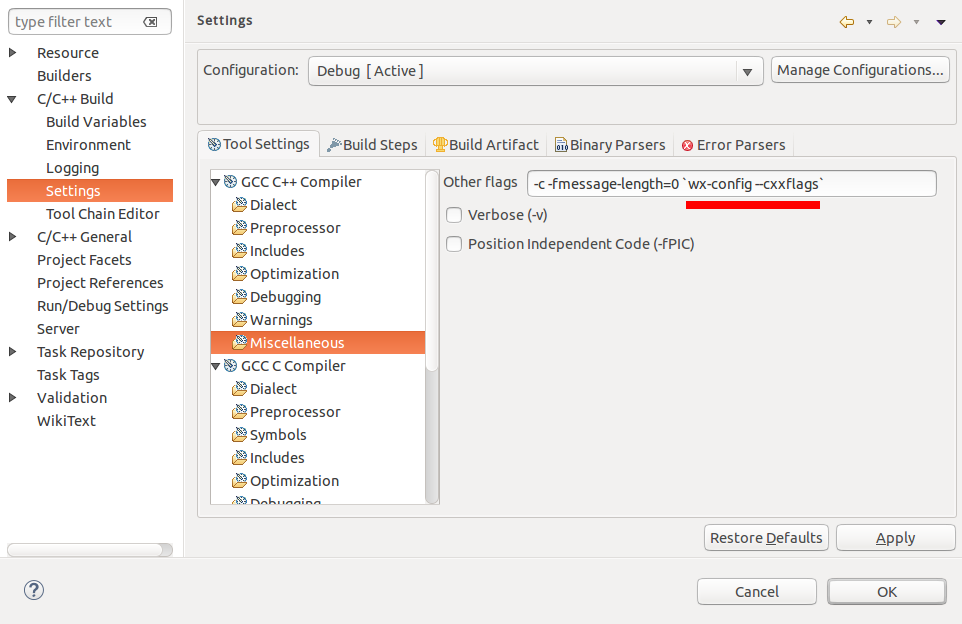 type filter text
Resource
Builders
C/C++ Build
Build Variables
Environment
Logging
Settings
Tool Chain Editor
C/C++ General
Project Facets
Project References
Run/Debug Settings
Server
Task Repository
Task Tags
Validation
WikiText
Settings
Configuration: Debug [ Active ] Manage Configurations...
Tool Settings Build Steps Build Artifact Binary Parsers Error Parsers
GCC C++ Compiler
Dialect
Preprocessor
Includes
Optimization
Debugging
Warnings
Miscellaneous
GCC C Compiler
Dialect
Preprocessor
Symbols
Includes
Optimization
Debugging
Other flags -c -fmessage-length=0 `wx-config --cxxflags`
Verbose (-v)
Position Independent Code (-fPIC)
Restore Defaults Apply
? Cancel OK